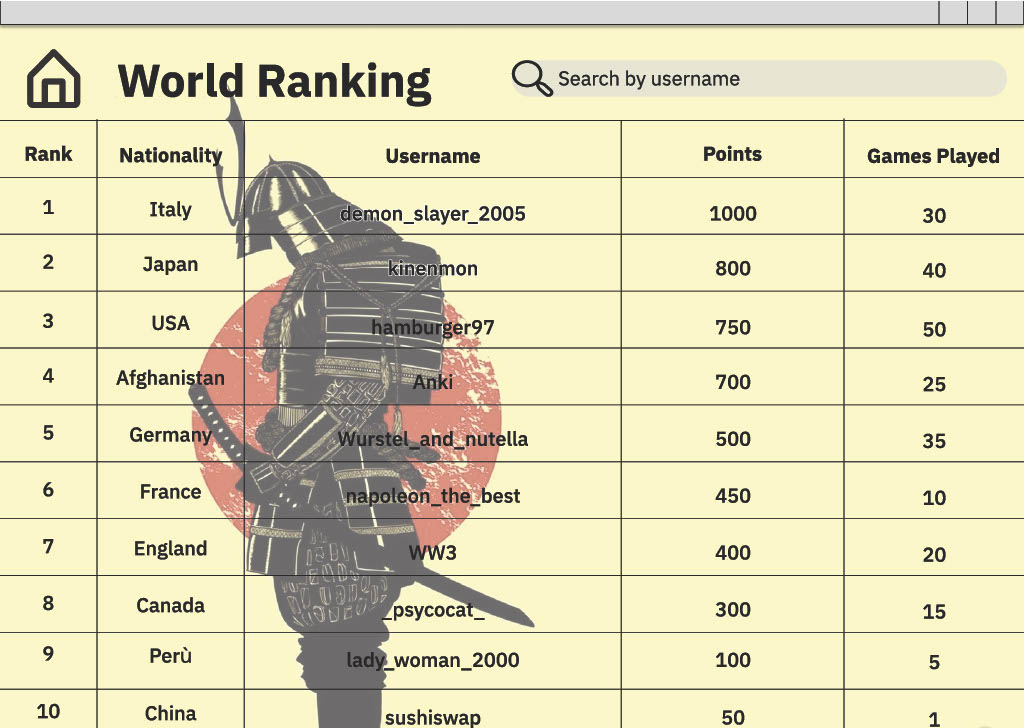 World Ranking
Search by username
Rank Nationality Username Points Games Played
1 Italy demon_slayer_2005 1000 30
2 Japan kinenmon 800 40
3 USA hamburger97 750 50
4 Afghanistan Anki 700 25
5 Germany Wurstel_and_nutella 500 35
6 France napoleon_the_best 450 10
7 England WW3 400 20
8 Canada _psycocat_ 300 15
9 Perù lady_woman_2000 100 5
10 China sushiswap 50 1